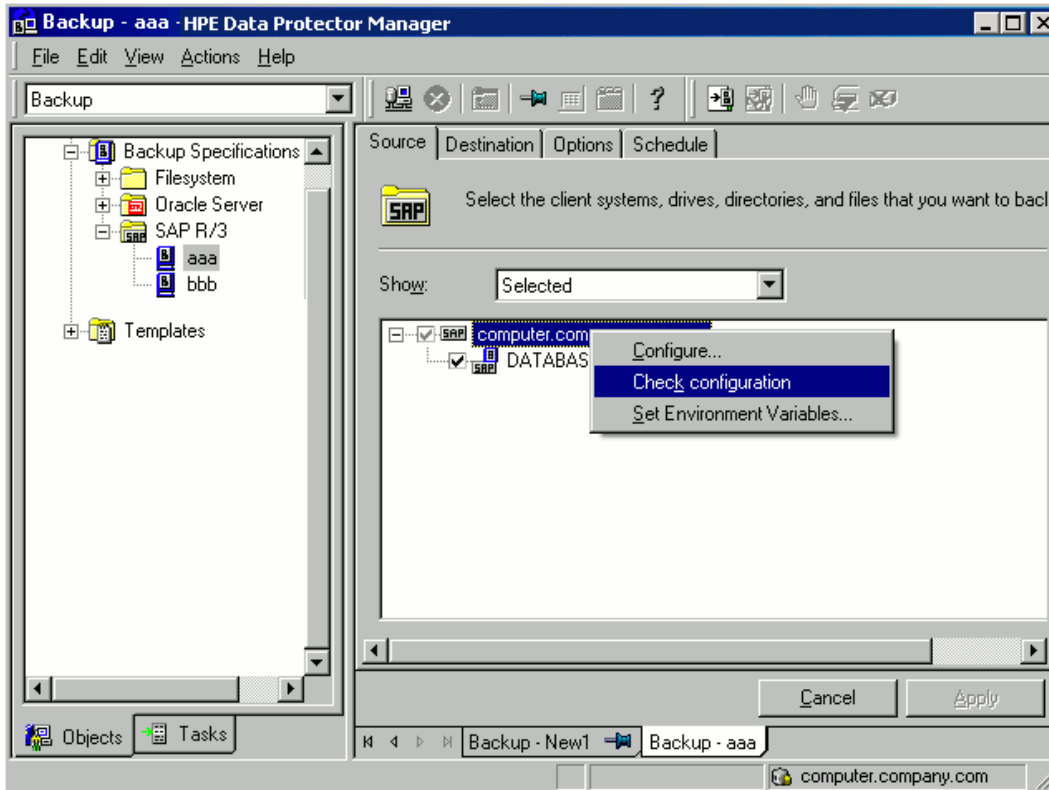 Backup - aaa - HPE Data Protector Manager
File Edit View Actions Help
Backup
Backup Specifications
Filesystem
Oracle Server
SAP R/3
aaa
bbb
Templates
Objects
Tasks
Source Destination Options Schedule
SAP
Select the client systems, drives, directories, and files that you want to
Show: Selected
SAP computer.com
SAP
Configure...
Check configuration
Set Environment Variables...
Cancel Apply
Backup - New1 Backup - aaa
computer.company.com